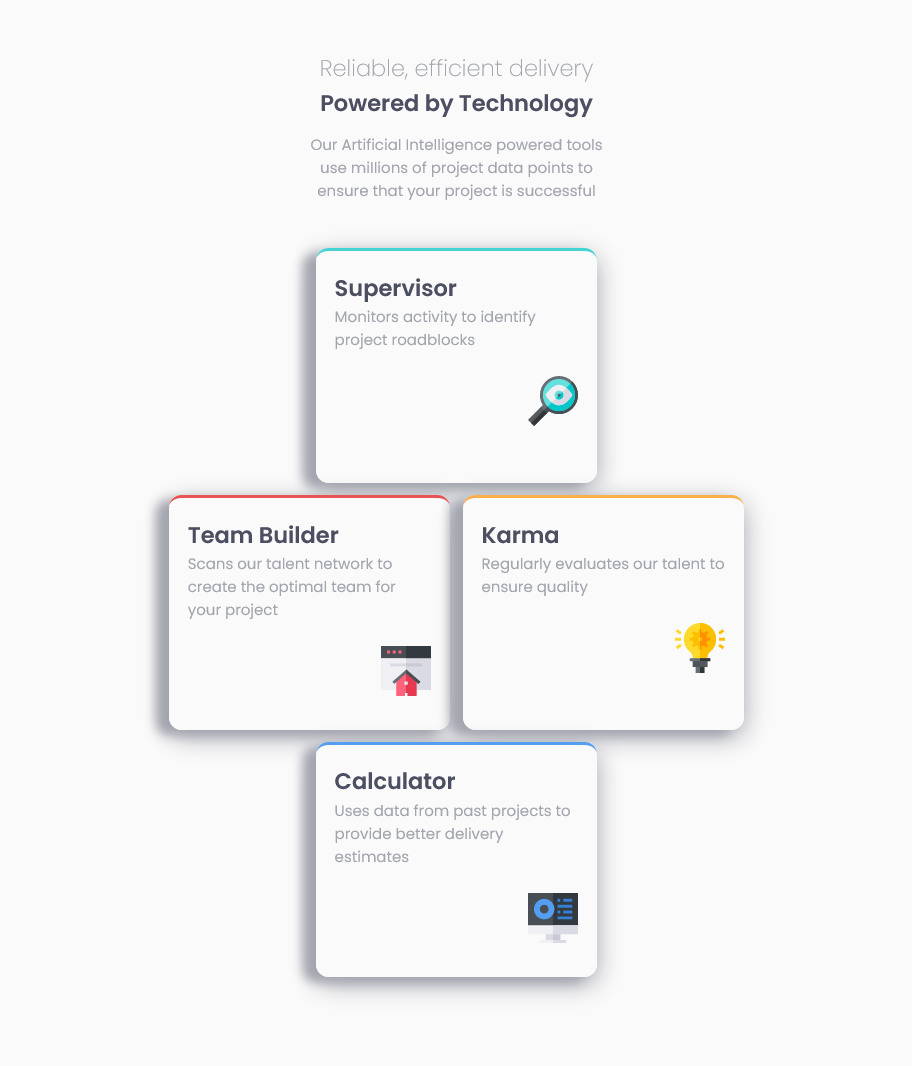 Reliable, efficient delivery
Powered by Technology
Our Artificial Intelligence powered tools
use millions of project data points to
ensure that your project is successful
Supervisor
Monitors activity to identify
project roadblocks
Team Builder
Scans our talent network to
create the optimal team for
your project
Karma
Regularly evaluates our talent to
ensure quality
Calculator
Uses data from past projects to
provide better delivery
estimates